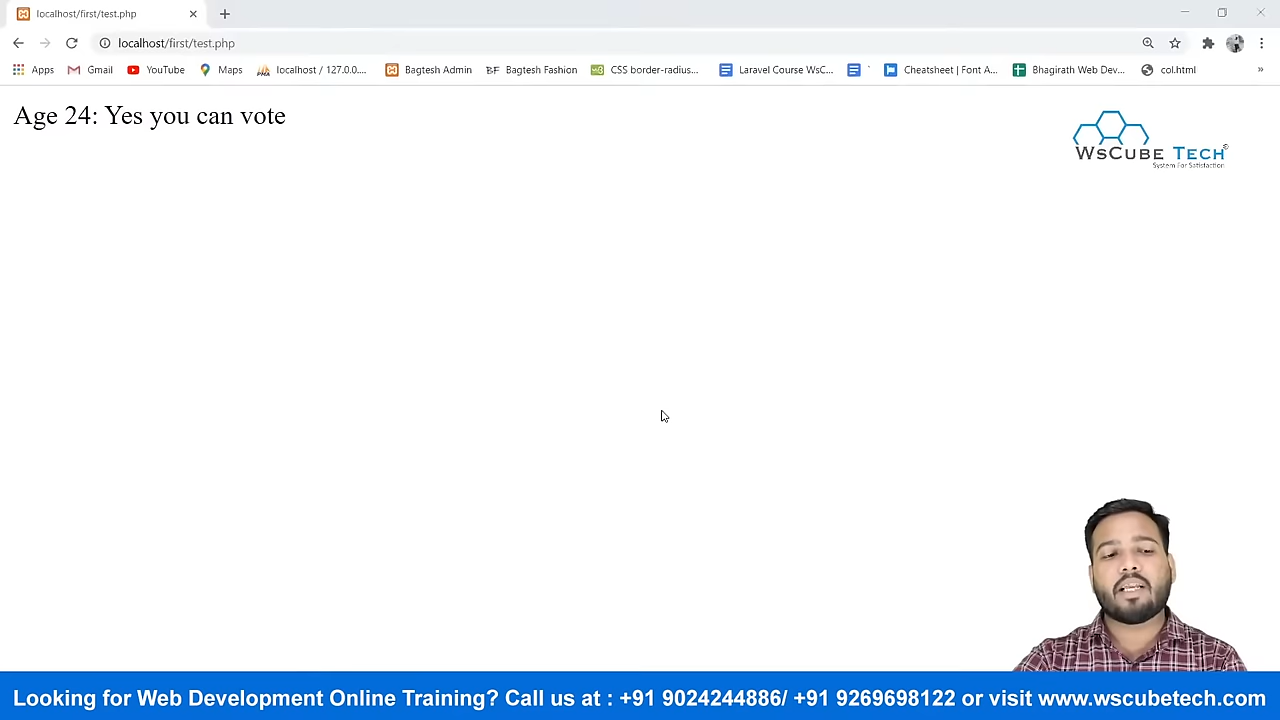 localhost/first/test.php
localhost/first/test.php
Apps Gmail YouTube Maps localhost / 127.0.0.... Bagtesh Admin BF Bagtesh Fashion CSS border-radius... Laravel Course WsC... Cheatsheet | Font A... Bhagirath Web Dev... col.html »
Age 24: Yes you can vote
WSCUBE TECH®
System For Satisfaction
Looking for Web Development Online Training? Call us at : +91 9024244886/ +91 9269698122 or visit www.wscubetech.com